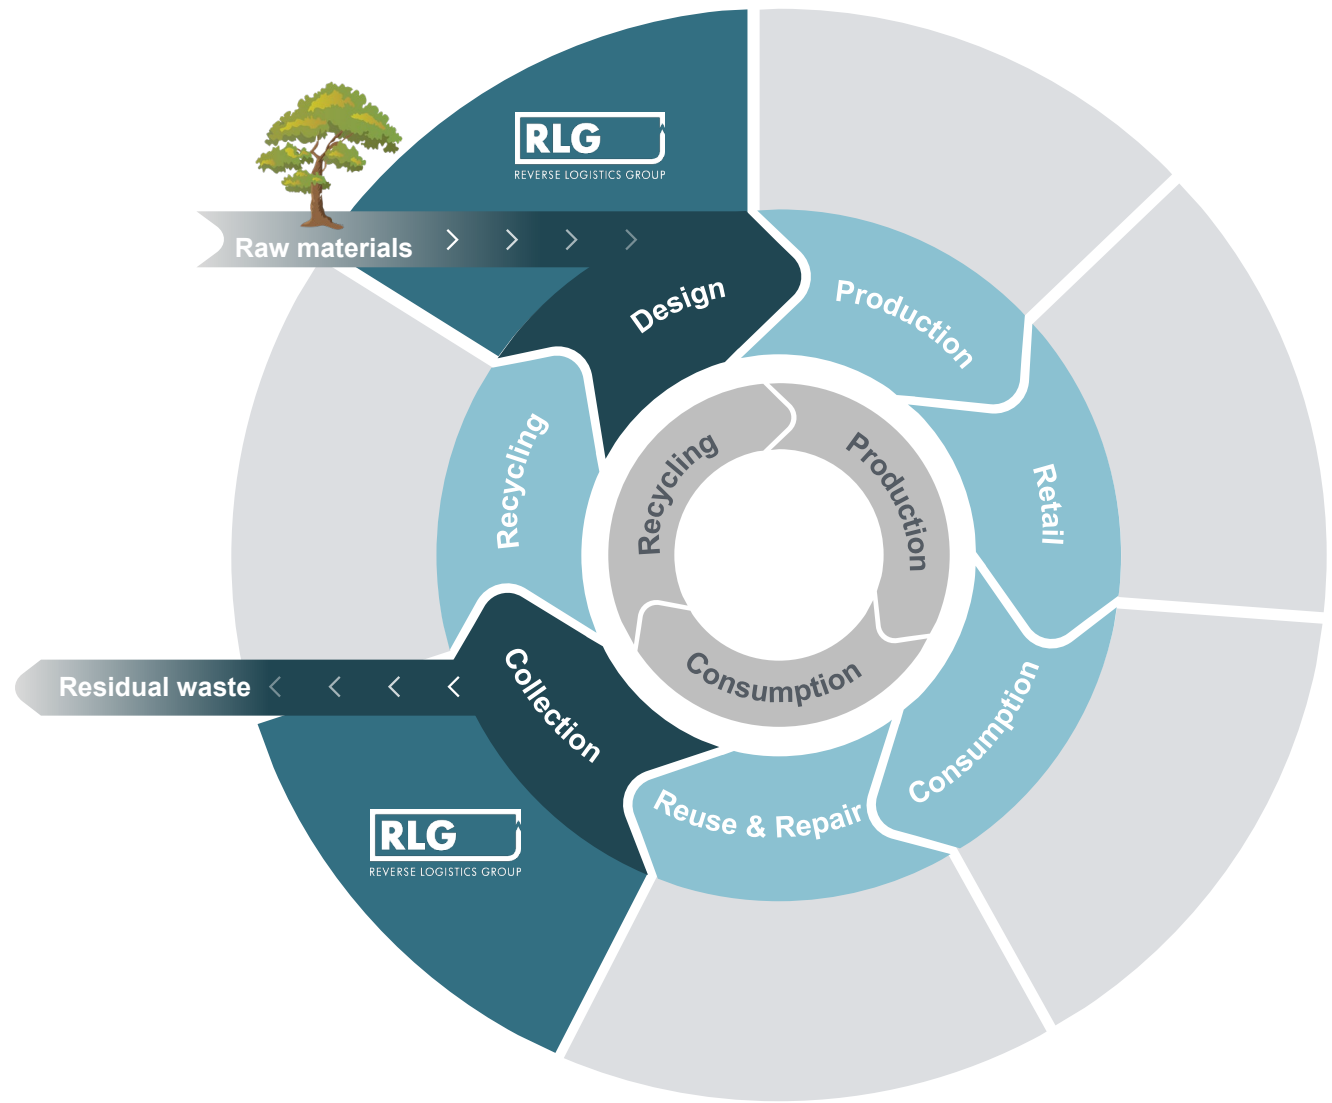 RLG
REVERSE LOGISTICS GROUP
Raw materials
Design
Production
Retail
Consumption
Reuse & Repair
Collection
Recycling
Residual waste
RLG
REVERSE LOGISTICS GROUP
Recycling
Production
Consumption